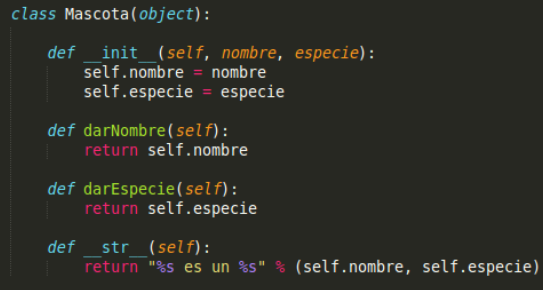 class Mascota(object):
    def __init__(self, nombre, especie):
        self.nombre = nombre
        self.especie = especie
    def darNombre(self):
        return self.nombre
    def darEspecie(self):
        return self.especie
    def __str__(self):
        return "%s es un %s" % (self.nombre, self.especie)